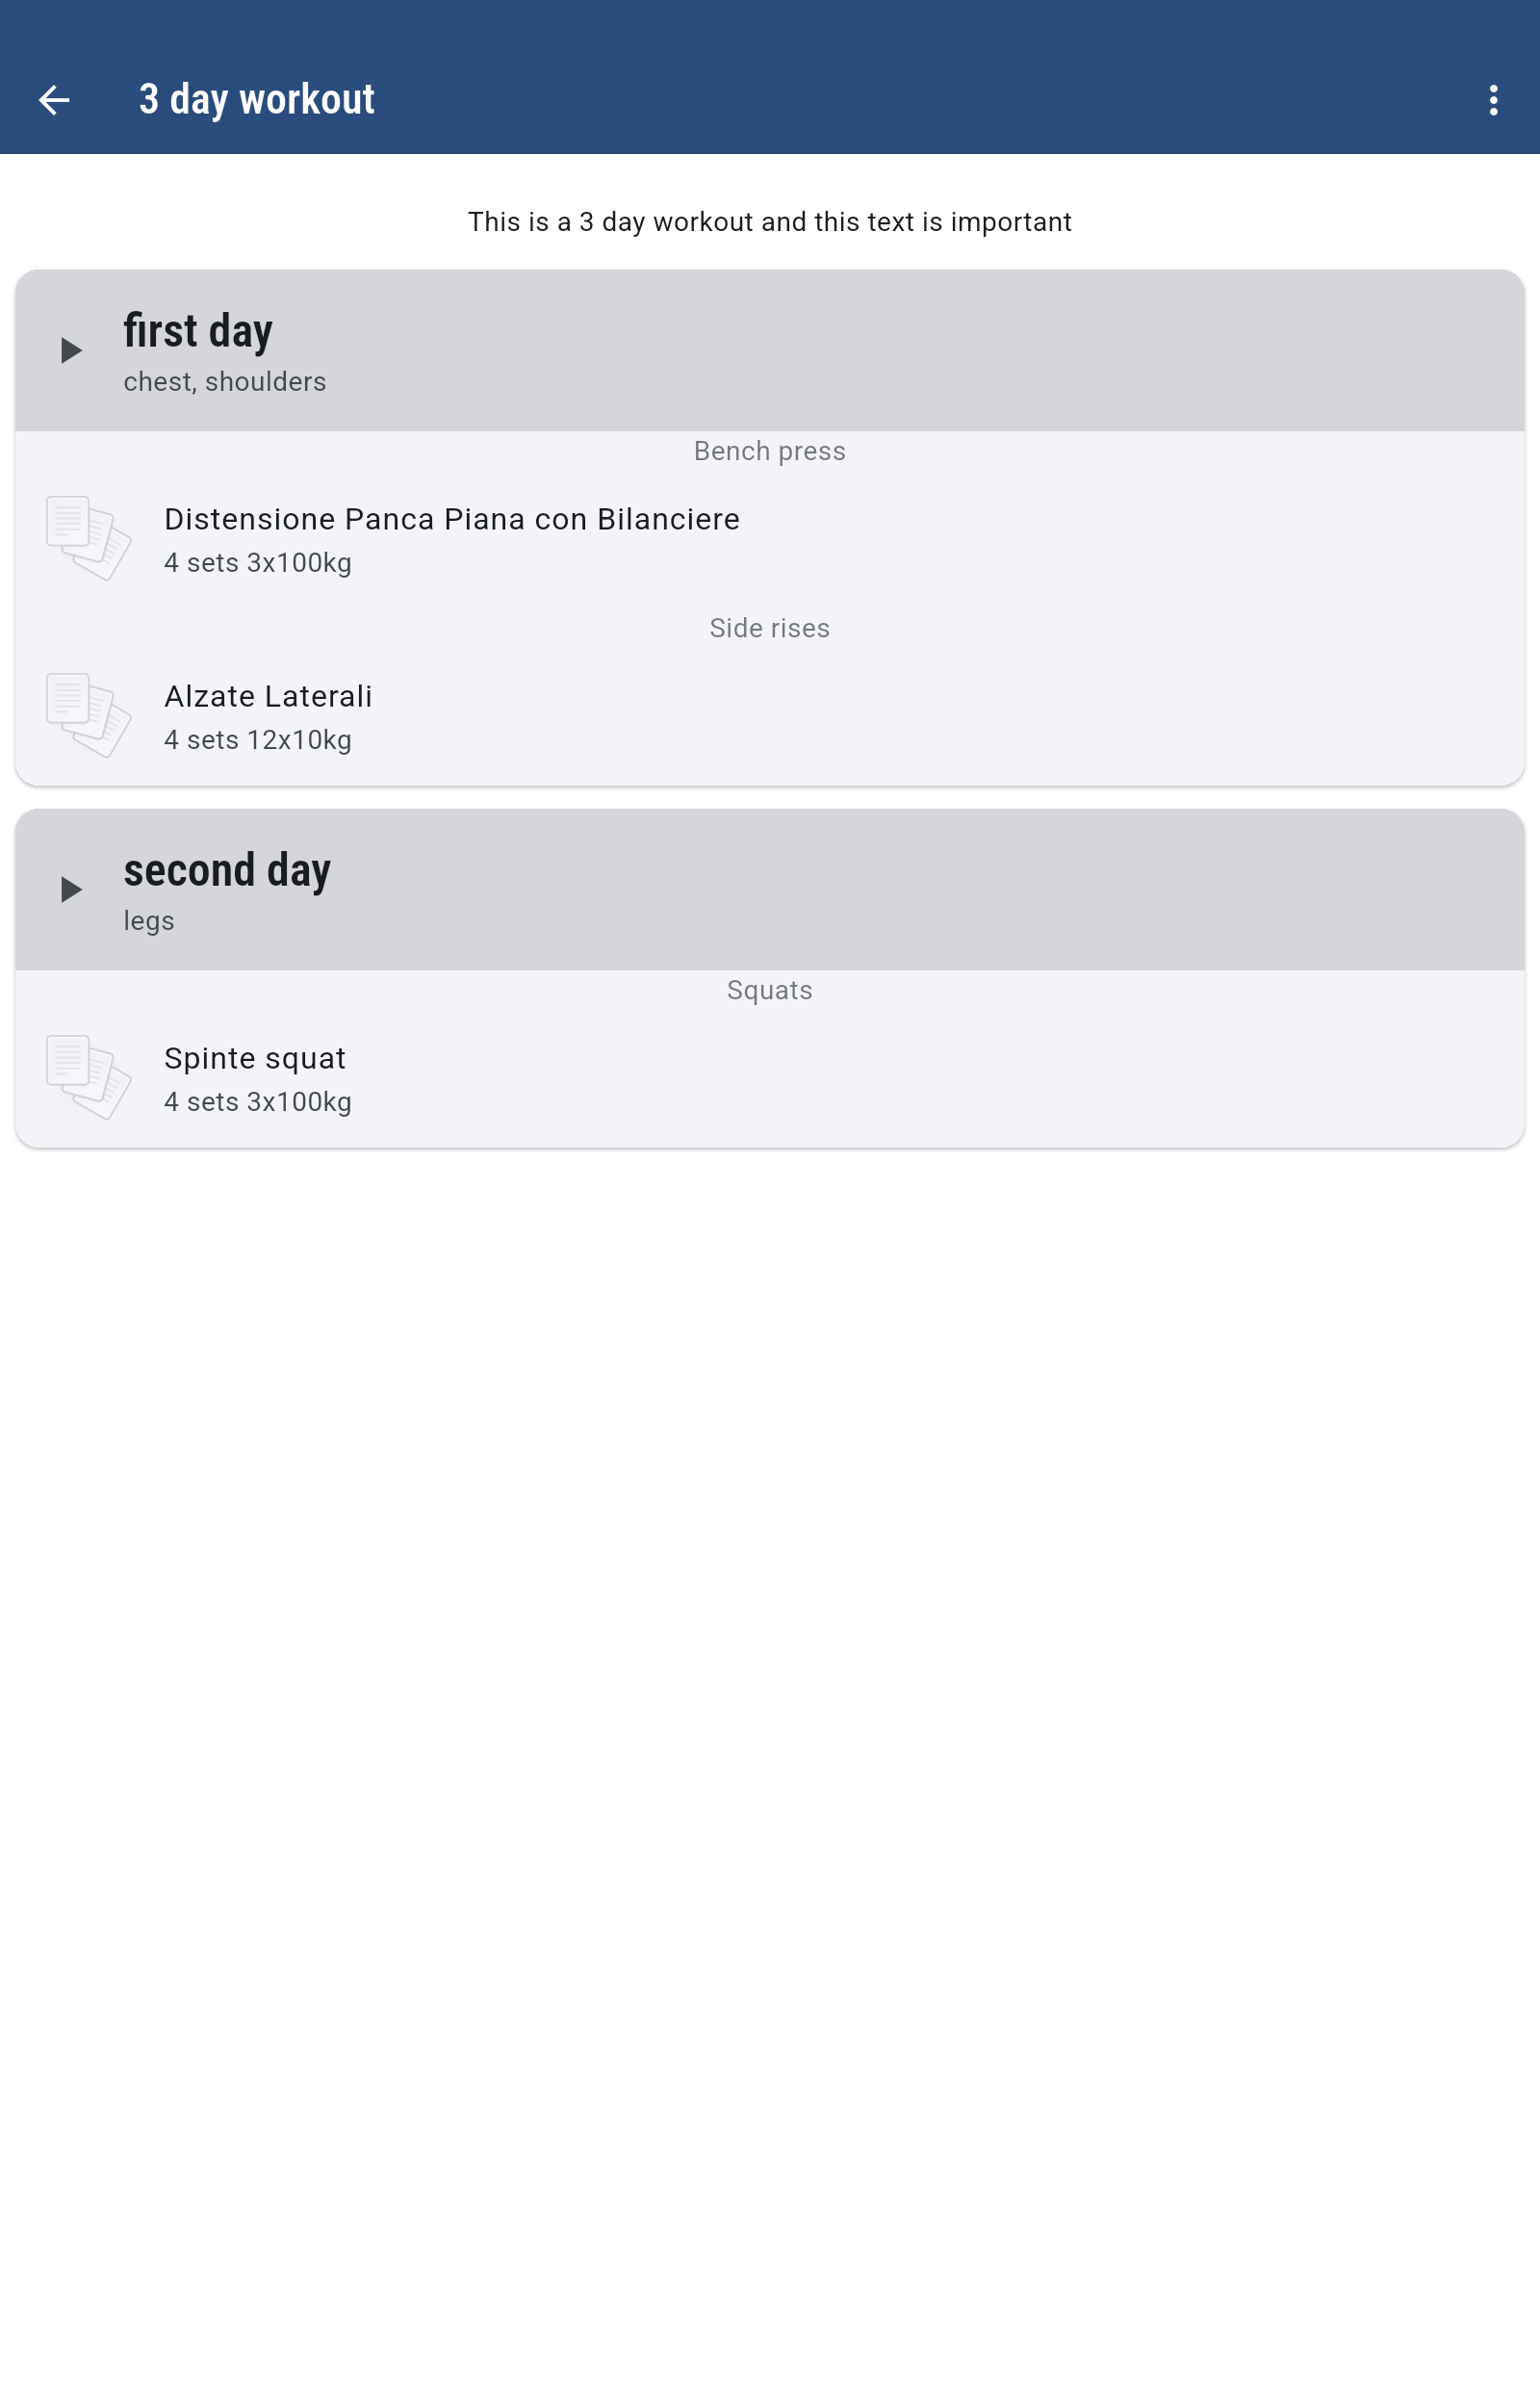 3 day workout
This is a 3 day workout and this text is important
first day
chest, shoulders
Bench press
Distensione Panca Piana con Bilanciere
4 sets 3x100kg
Side rises
Alzate Laterali
4 sets 12x10kg
second day
legs
Squats
Spinte squat
4 sets 3x100kg